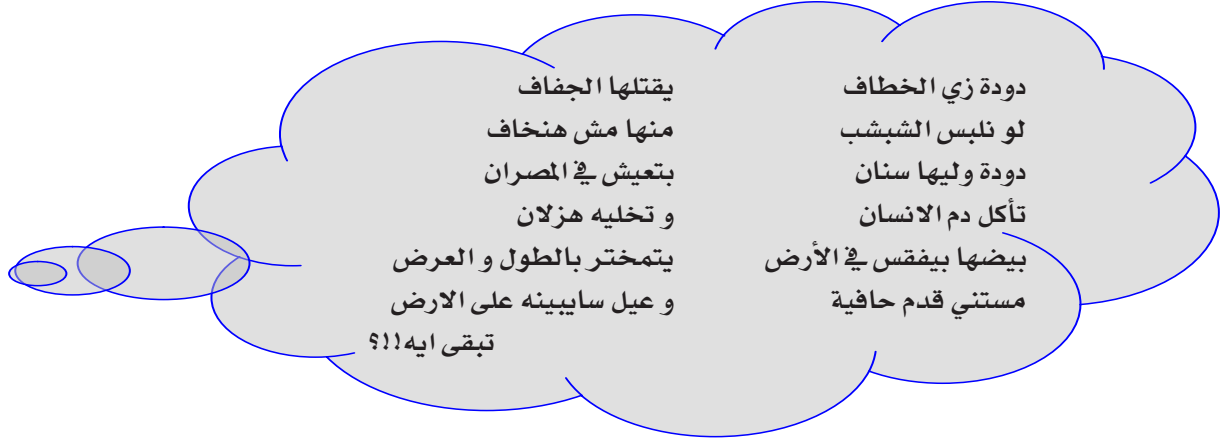 دودة زي الخطاف يقتلها الجفاف
لو نلبس الشبشب منها مش هنخاف
دودة وليها سنان بتعيش في المصران
تأكل دم الانسان و تخليه هزلان
بيضها بيفقس في الأرض يتمختر بالطول و العرض
مستني قدم حافية و عيل سايبينه على الارض
تبقى ايه!!؟